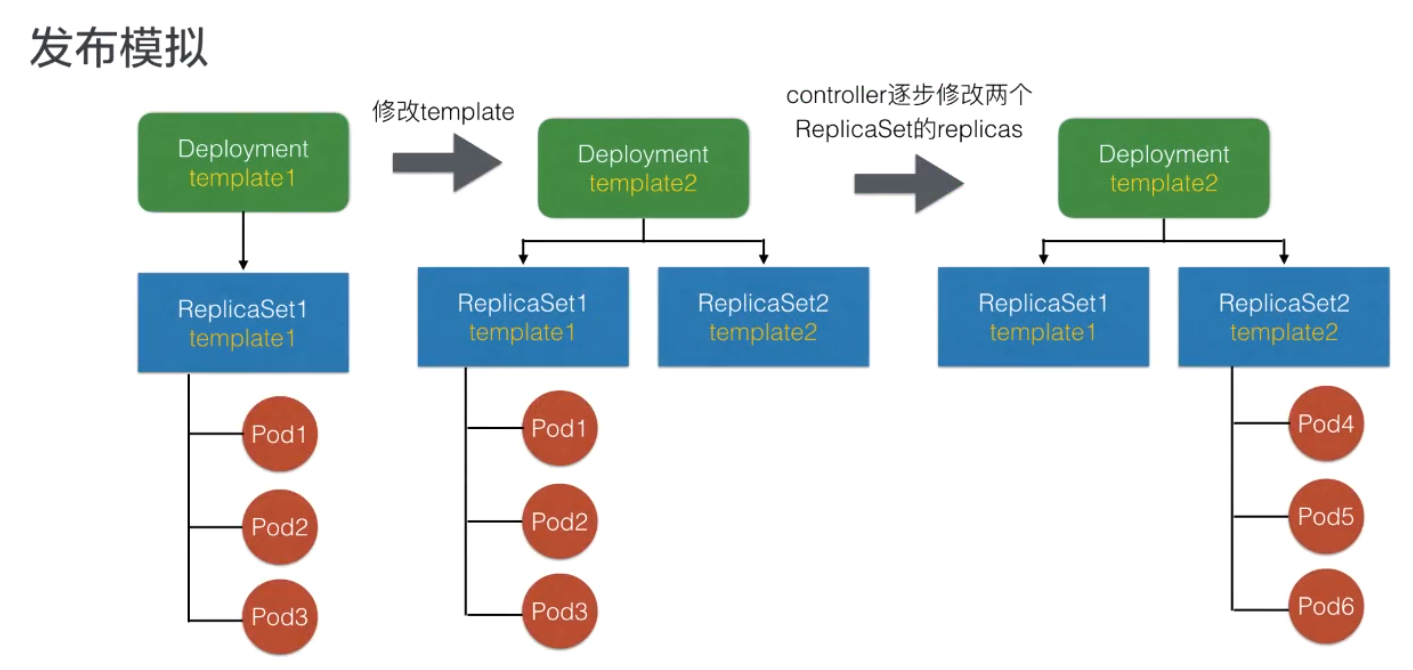 发布模拟
Deployment
template1
修改template
Deployment
template2
controller逐步修改两个
ReplicaSet的replicas
Deployment
template2
ReplicaSet1
template1
ReplicaSet1
template1
ReplicaSet2
template2
ReplicaSet1
template1
ReplicaSet2
template2
Pod1
Pod2
Pod3
Pod1
Pod2
Pod3
Pod4
Pod5
Pod6